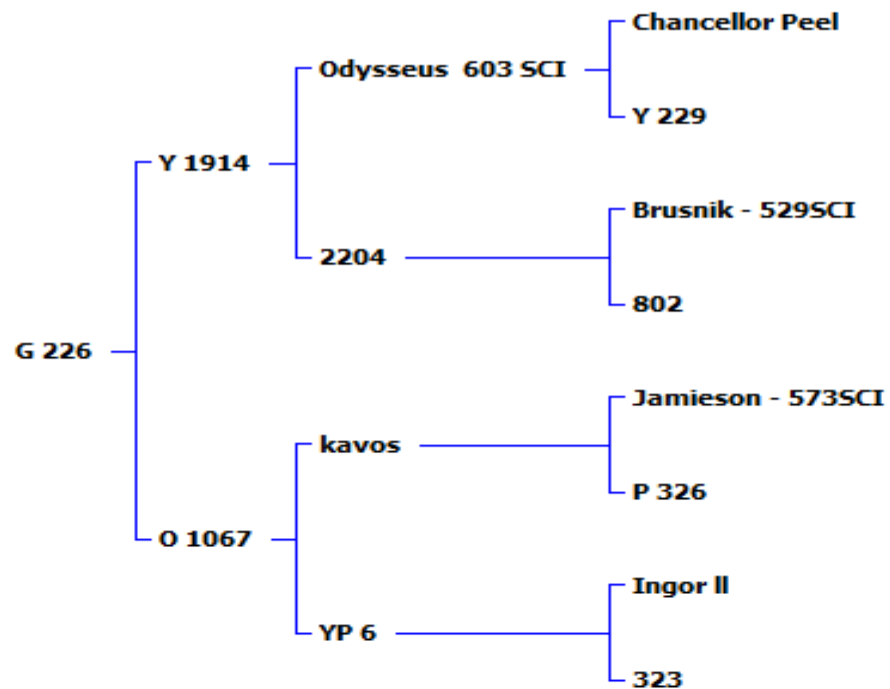 Chancellor Peel
Odysseus  603 SCI
Y 229
Y 1914
Brusnik - 529SCI
2204
802
G 226
Jamieson - 573SCI
kavos
P 326
O 1067
Ingor ll
YP 6
323